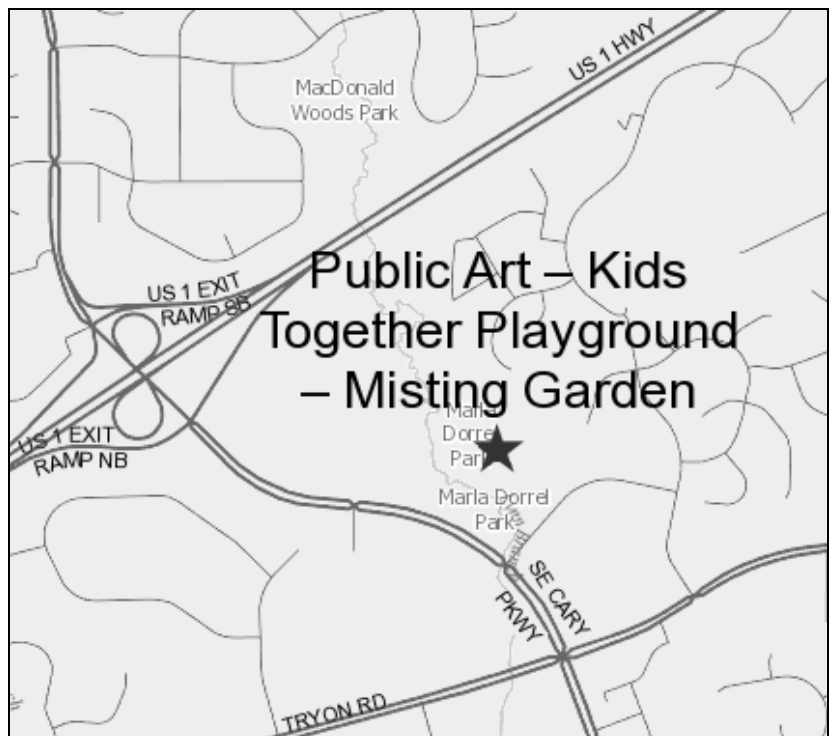 US 1 HWY
MacDonald
Woods Park
Public Art – Kids
Together Playground
– Misting Garden
US 1 EXIT
RAMP SB
US 1 EXIT
RAMP NB
Marla
Dorrel
Park
Marla Dorrel
Park
SE CARY
PKWY
TRYON RD